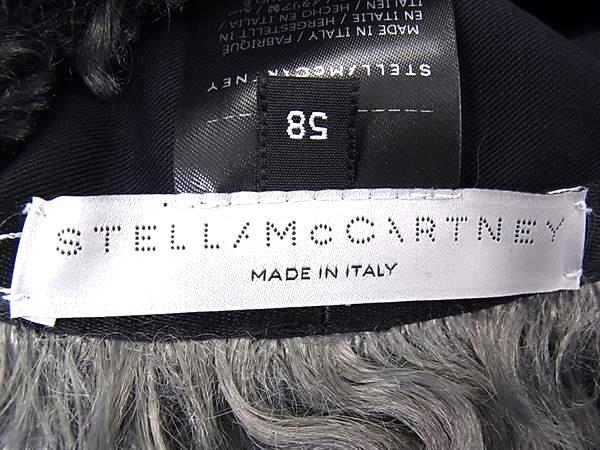 STELLA McCARTNEY
MADE IN ITALY
58
STELLA McCARTNEY
MADE IN ITALY / FABRIQUE
EN ITALIE / HECHO EN ITALIA
ITALIEN / HERGESTELLT